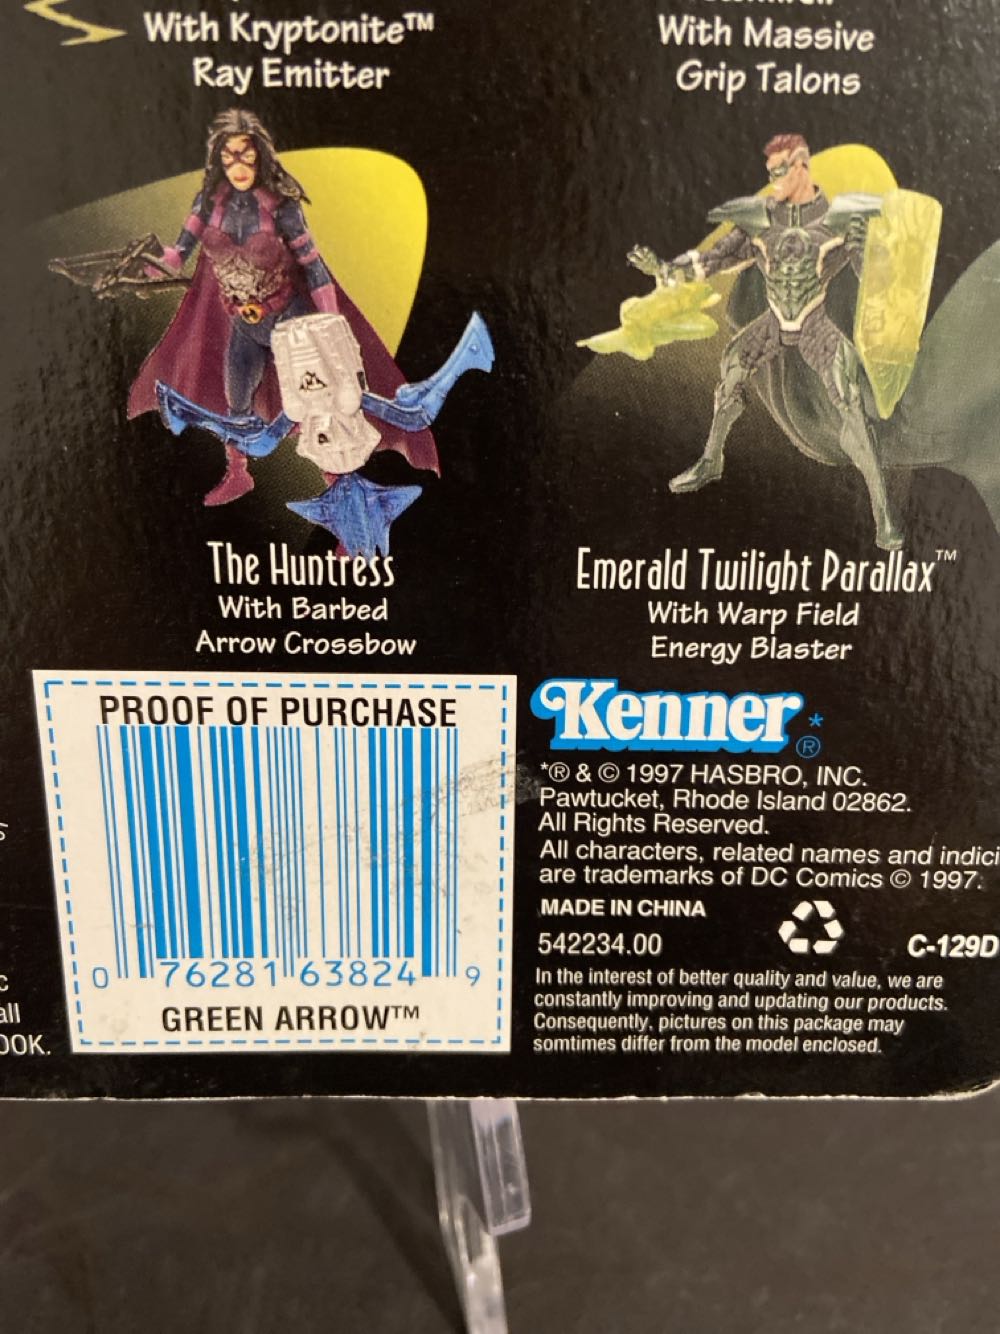 With Kryptonite™
Ray Emitter
With Massive
Grip Talons
The Huntress
With Barbed
Arrow Crossbow
Emerald Twilight Parallax™
With Warp Field
Energy Blaster
PROOF OF PURCHASE
0 76281 63824 9
GREEN ARROW™
Kenner*®
*® & © 1997 HASBRO, INC.
Pawtucket, Rhode Island 02862.
All Rights Reserved.
All characters, related names and indici
are trademarks of DC Comics © 1997.
MADE IN CHINA
542234.00
C-129D
In the interest of better quality and value, we are
constantly improving and updating our products.
Consequently, pictures on this package may
somtimes differ from the model enclosed.
all
OOK.